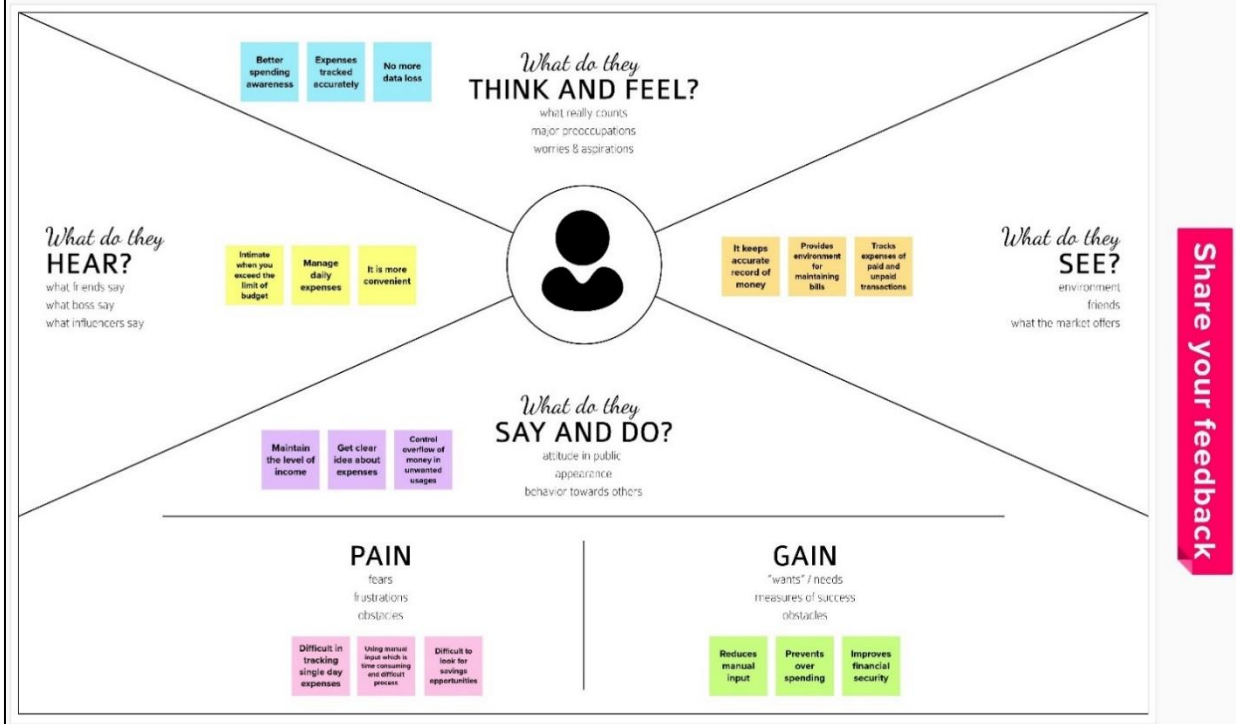 Better
spending
awareness
Expenses
tracked
accurately
No more
data loss
What do they
THINK AND FEEL?
what really counts
major preoccupations
worries & aspirations
What do they
HEAR?
what friends say
what boss say
what influencers say
Intimate
when you
exceed the
limit of
budget
Manage
daily
expenses
It is more
convenient
It keeps
accurate
record of
money
Provides
environment
for
maintaining
bills
Tracks
expenses of
paid and
unpaid
transactions
What do they
SEE?
environment
friends
what the market offers
What do they
SAY AND DO?
attitude in public
appearance
behavior towards others
Maintain
the level of
income
Get clear
idea about
expenses
Control
overflow of
money in
unwanted
usages
PAIN
fears
frustrations
obstacles
Difficult in
tracking
single day
expenses
Using manual
input which is
time consuming
and difficult
process
Difficult to
look for
savings
oppertunities
GAIN
"wants" / needs
measures of success
obstacles
Reduces
manual
input
Prevents
over
spending
Improves
financial
security
Share your feedback